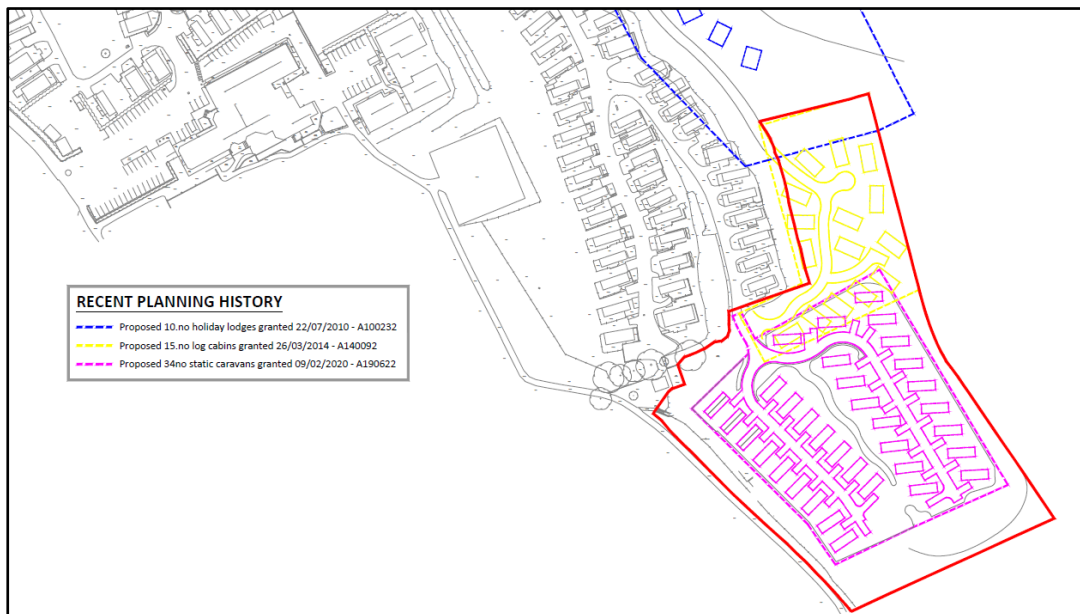 RECENT PLANNING HISTORY
Proposed 10.no holiday lodges granted 22/07/2010 - A100232
Proposed 15.no log cabins granted 26/03/2014 - A140092
Proposed 34no static caravans granted 09/02/2020 - A190622